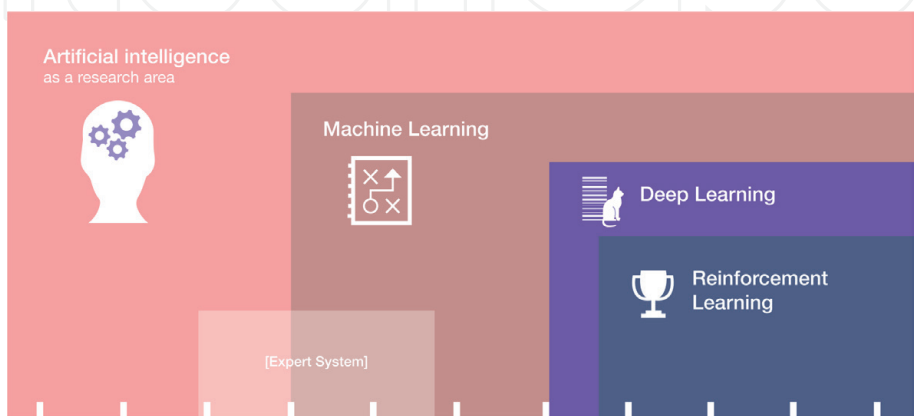 Artificial intelligence
as a research area
Machine Learning
Deep Learning
Reinforcement
Learning
[Expert System]